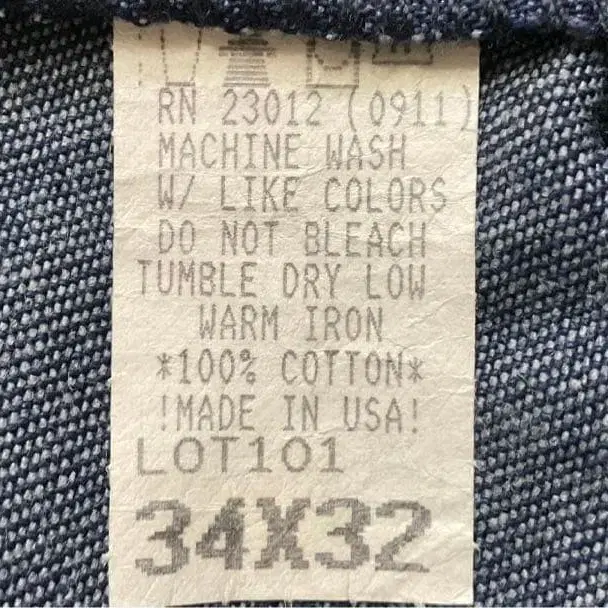 RN 23012 (0911)
MACHINE WASH
W/ LIKE COLORS
DO NOT BLEACH
TUMBLE DRY LOW
WARM IRON
*100% COTTON*
!MADE IN USA!
LOT101
34X32